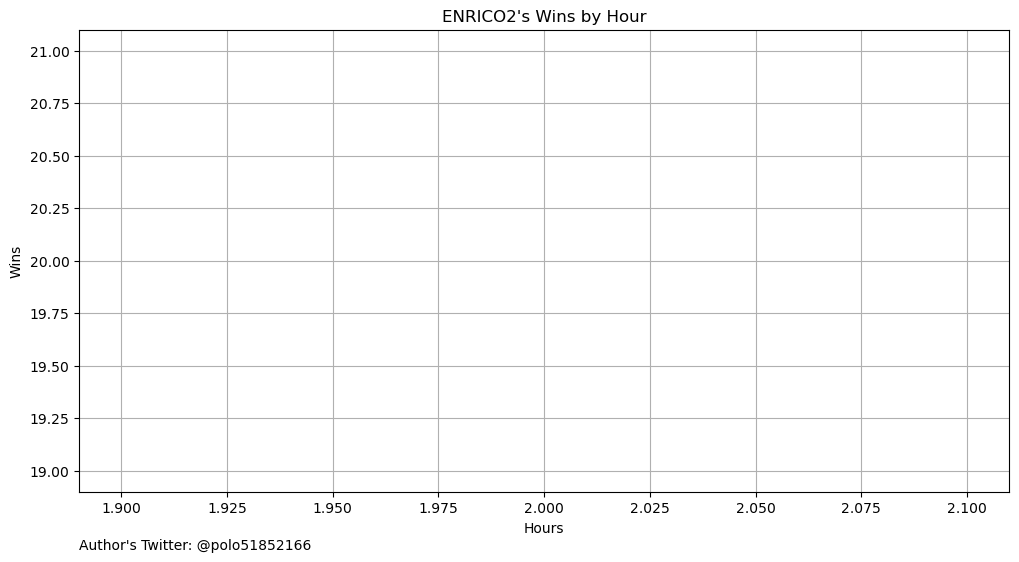 ENRICO2's Wins by Hour
21.00
20.75
20.50
20.25
20.00
19.75
19.50
19.25
19.00
Wins
1.900 1.925 1.950 1.975 2.000 2.025 2.050 2.075 2.100
Hours
Author's Twitter: @polo51852166